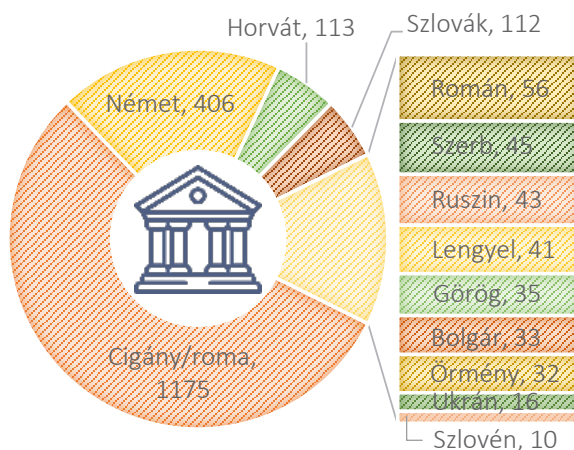 Horvát, 113
Szlovák, 112
Német, 406
Cigány/roma,
1175
Román, 56
Szerb, 45
Ruszin, 43
Lengyel, 41
Görög, 35
Bolgár, 33
Örmény, 32
Ukrán, 16
Szlovén, 10